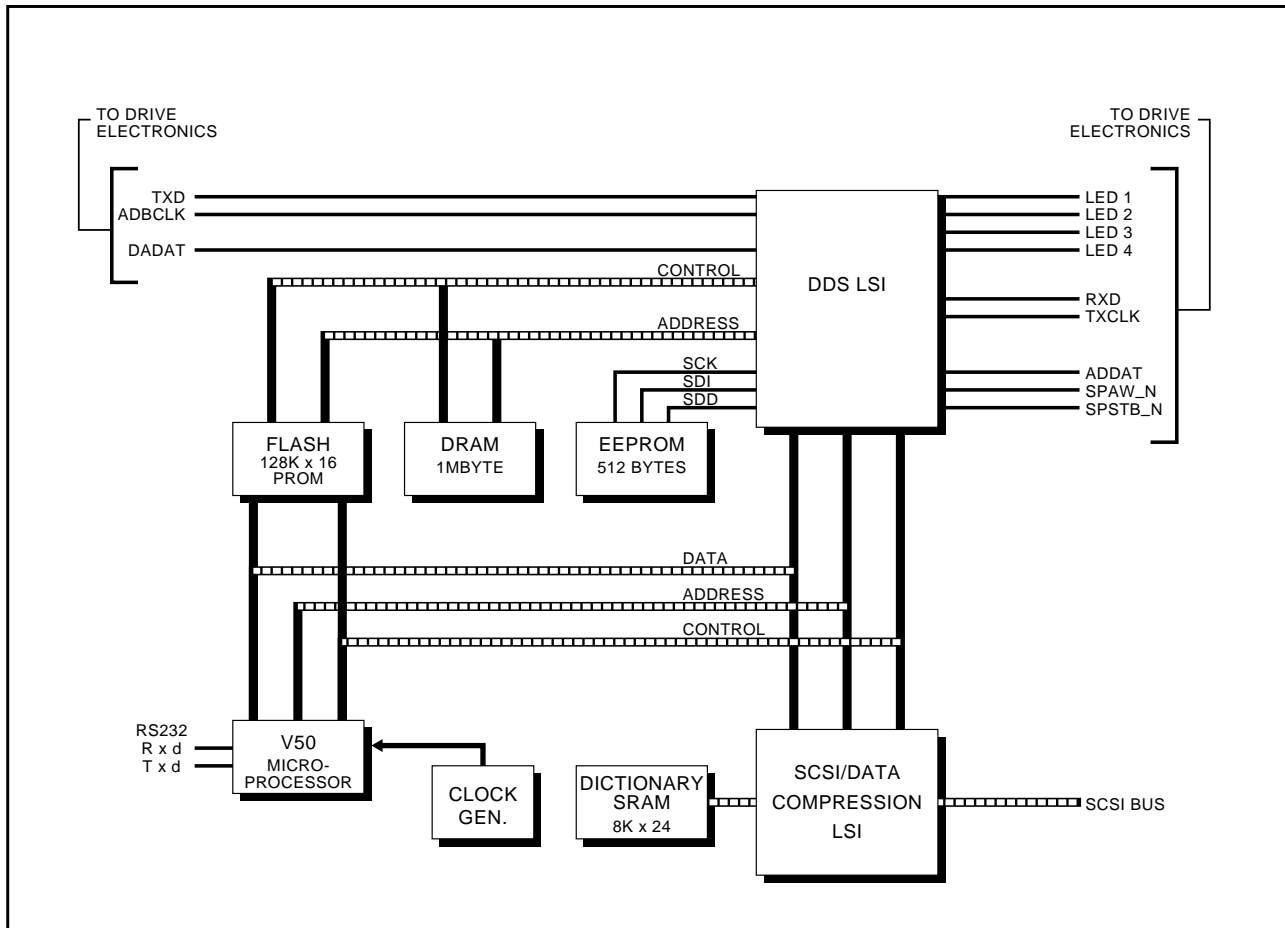 TO DRIVE
ELECTRONICS
TO DRIVE
ELECTRONICS
TXD
ADBCLK
DADAT
LED 1
LED 2
LED 3
LED 4
RXD
TXCLK
ADDAT
SPAW_N
SPSTB_N
DDS LSI
CONTROL
ADDRESS
SCK
SDI
SDD
FLASH
128K x 16
PROM
DRAM
1MBYTE
EEPROM
512 BYTES
DATA
ADDRESS
CONTROL
RS232
R x d
T x d
V50
MICRO-
PROCESSOR
CLOCK
GEN.
DICTIONARY
SRAM
8K x 24
SCSI/DATA
COMPRESSION
LSI
SCSI BUS